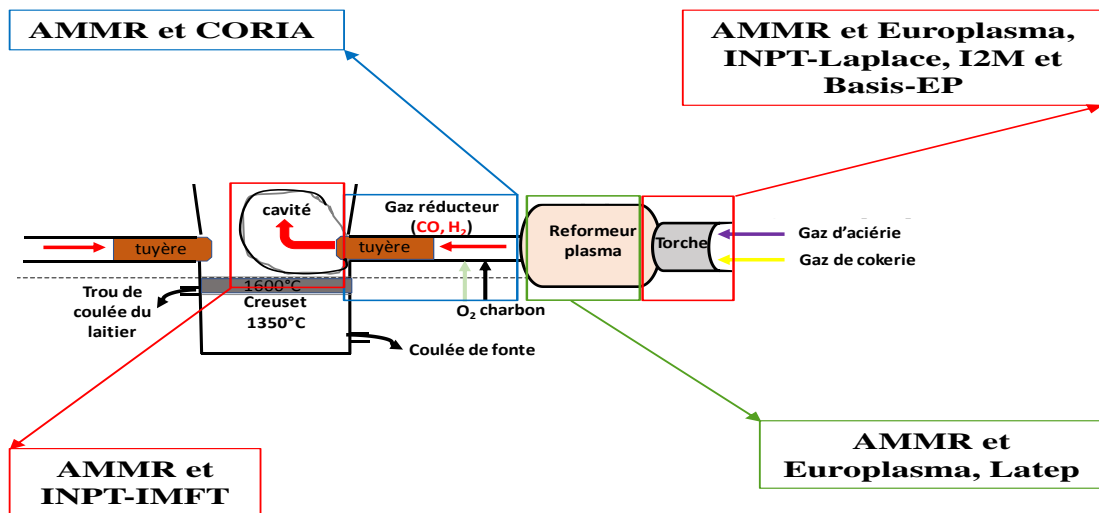 AMMR et CORIA
AMMR et Europlasma,
INPT-Laplace, I2M et
Basis-EP
cavité
Gaz réducteur
(CO, H2)
tuyère
tuyère
Reformeur
plasma
Torche
Gaz d'aciérie
Gaz de cokerie
1600°C
Creuset
1350°C
Trou de
coulée du
laitier
O2 charbon
Coulée de fonte
AMMR et
INPT-IMFT
AMMR et
Europlasma, Latep